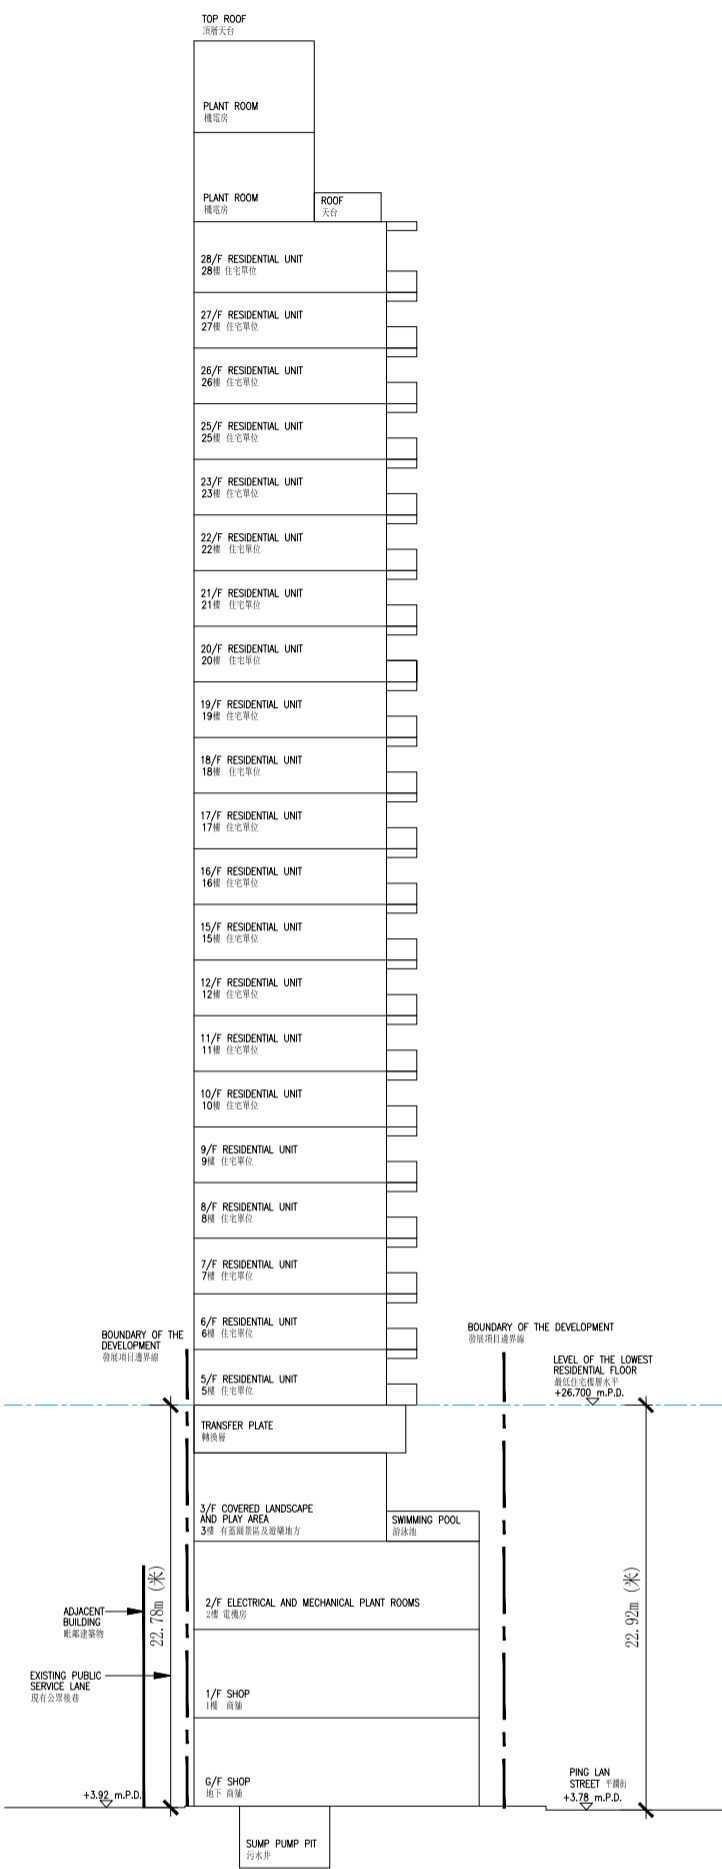 TOP ROOF
頂層天台
PLANT ROOM
機電房
PLANT ROOM
機電房
ROOF
天台
28/F RESIDENTIAL UNIT
28樓 住宅單位
27/F RESIDENTIAL UNIT
27樓 住宅單位
26/F RESIDENTIAL UNIT
26樓 住宅單位
25/F RESIDENTIAL UNIT
25樓 住宅單位
23/F RESIDENTIAL UNIT
23樓 住宅單位
22/F RESIDENTIAL UNIT
22樓 住宅單位
21/F RESIDENTIAL UNIT
21樓 住宅單位
20/F RESIDENTIAL UNIT
20樓 住宅單位
19/F RESIDENTIAL UNIT
19樓 住宅單位
18/F RESIDENTIAL UNIT
18樓 住宅單位
17/F RESIDENTIAL UNIT
17樓 住宅單位
16/F RESIDENTIAL UNIT
16樓 住宅單位
15/F RESIDENTIAL UNIT
15樓 住宅單位
12/F RESIDENTIAL UNIT
12樓 住宅單位
11/F RESIDENTIAL UNIT
11樓 住宅單位
10/F RESIDENTIAL UNIT
10樓 住宅單位
9/F RESIDENTIAL UNIT
9樓 住宅單位
8/F RESIDENTIAL UNIT
8樓 住宅單位
7/F RESIDENTIAL UNIT
7樓 住宅單位
6/F RESIDENTIAL UNIT
6樓 住宅單位
BOUNDARY OF THE
DEVELOPMENT
發展項目邊界線
BOUNDARY OF THE DEVELOPMENT
發展項目邊界線
5/F RESIDENTIAL UNIT
5樓 住宅單位
LEVEL OF THE LOWEST
RESIDENTIAL FLOOR
最低住宅樓層水平
+26.700 m.P.D.
TRANSFER PLATE
轉換層
3/F COVERED LANDSCAPE
AND PLAY AREA
3樓 有蓋園景區及遊樂地方
SWIMMING POOL
游泳池
2/F ELECTRICAL AND MECHANICAL PLANT ROOMS
2樓 電機房
22.78m (米)
22.92m (米)
ADJACENT
BUILDING
毗鄰建築物
EXISTING PUBLIC
SERVICE LANE
現有公眾後巷
1/F SHOP
1樓 商舖
G/F SHOP
地下 商舖
+3.92 m.P.D.
PING LAN
STREET 平瀾街
+3.78 m.P.D.
SUMP PUMP PIT
污水井